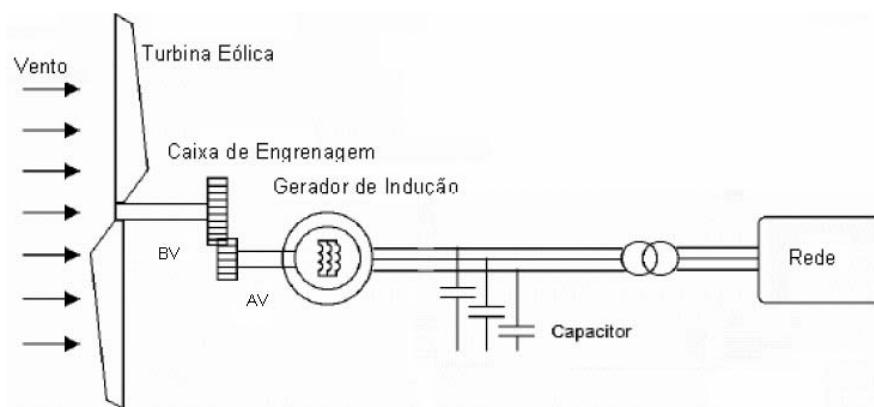 Turbina Eólica
Vento
Caixa de Engrenagem
Gerador de Indução
BV
AV
Rede
Capacitor